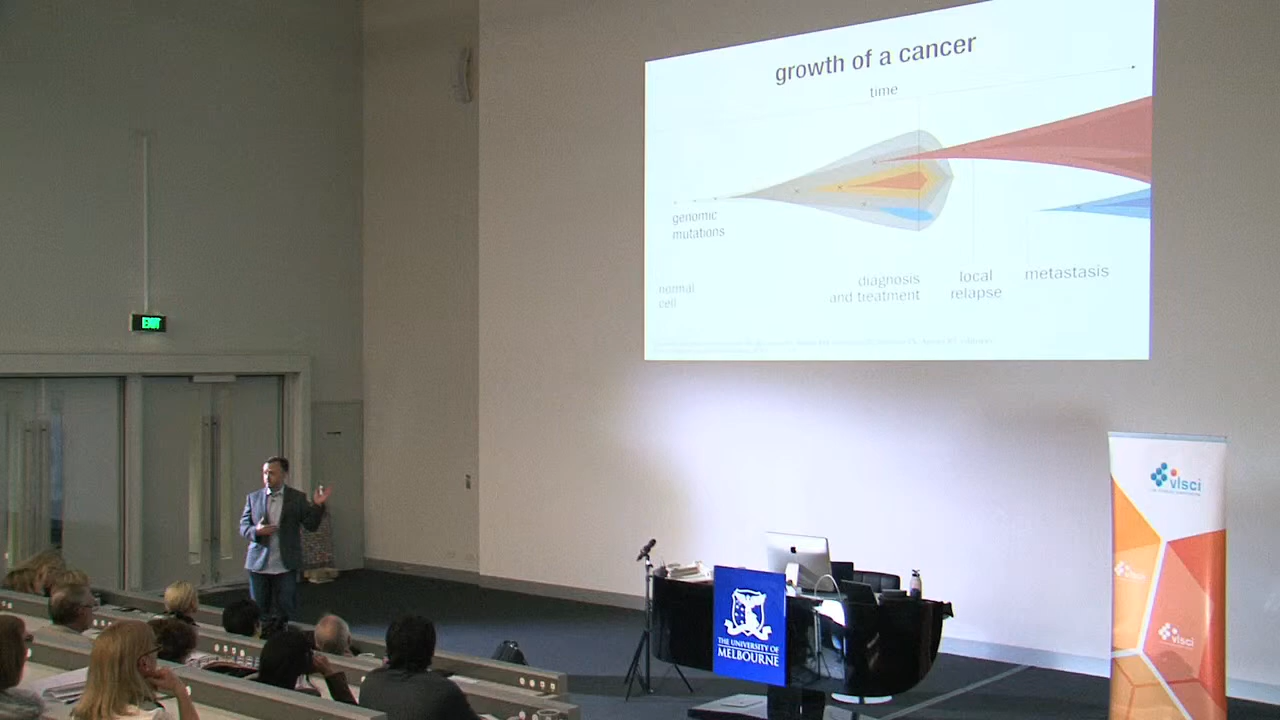 growth of a cancer
time
genomic
mutations
normal
cell
diagnosis
and treatment
local
relapse
metastasis
EXIT
THE UNIVERSITY OF
MELBOURNE
vlsci
vlsci
vlsci